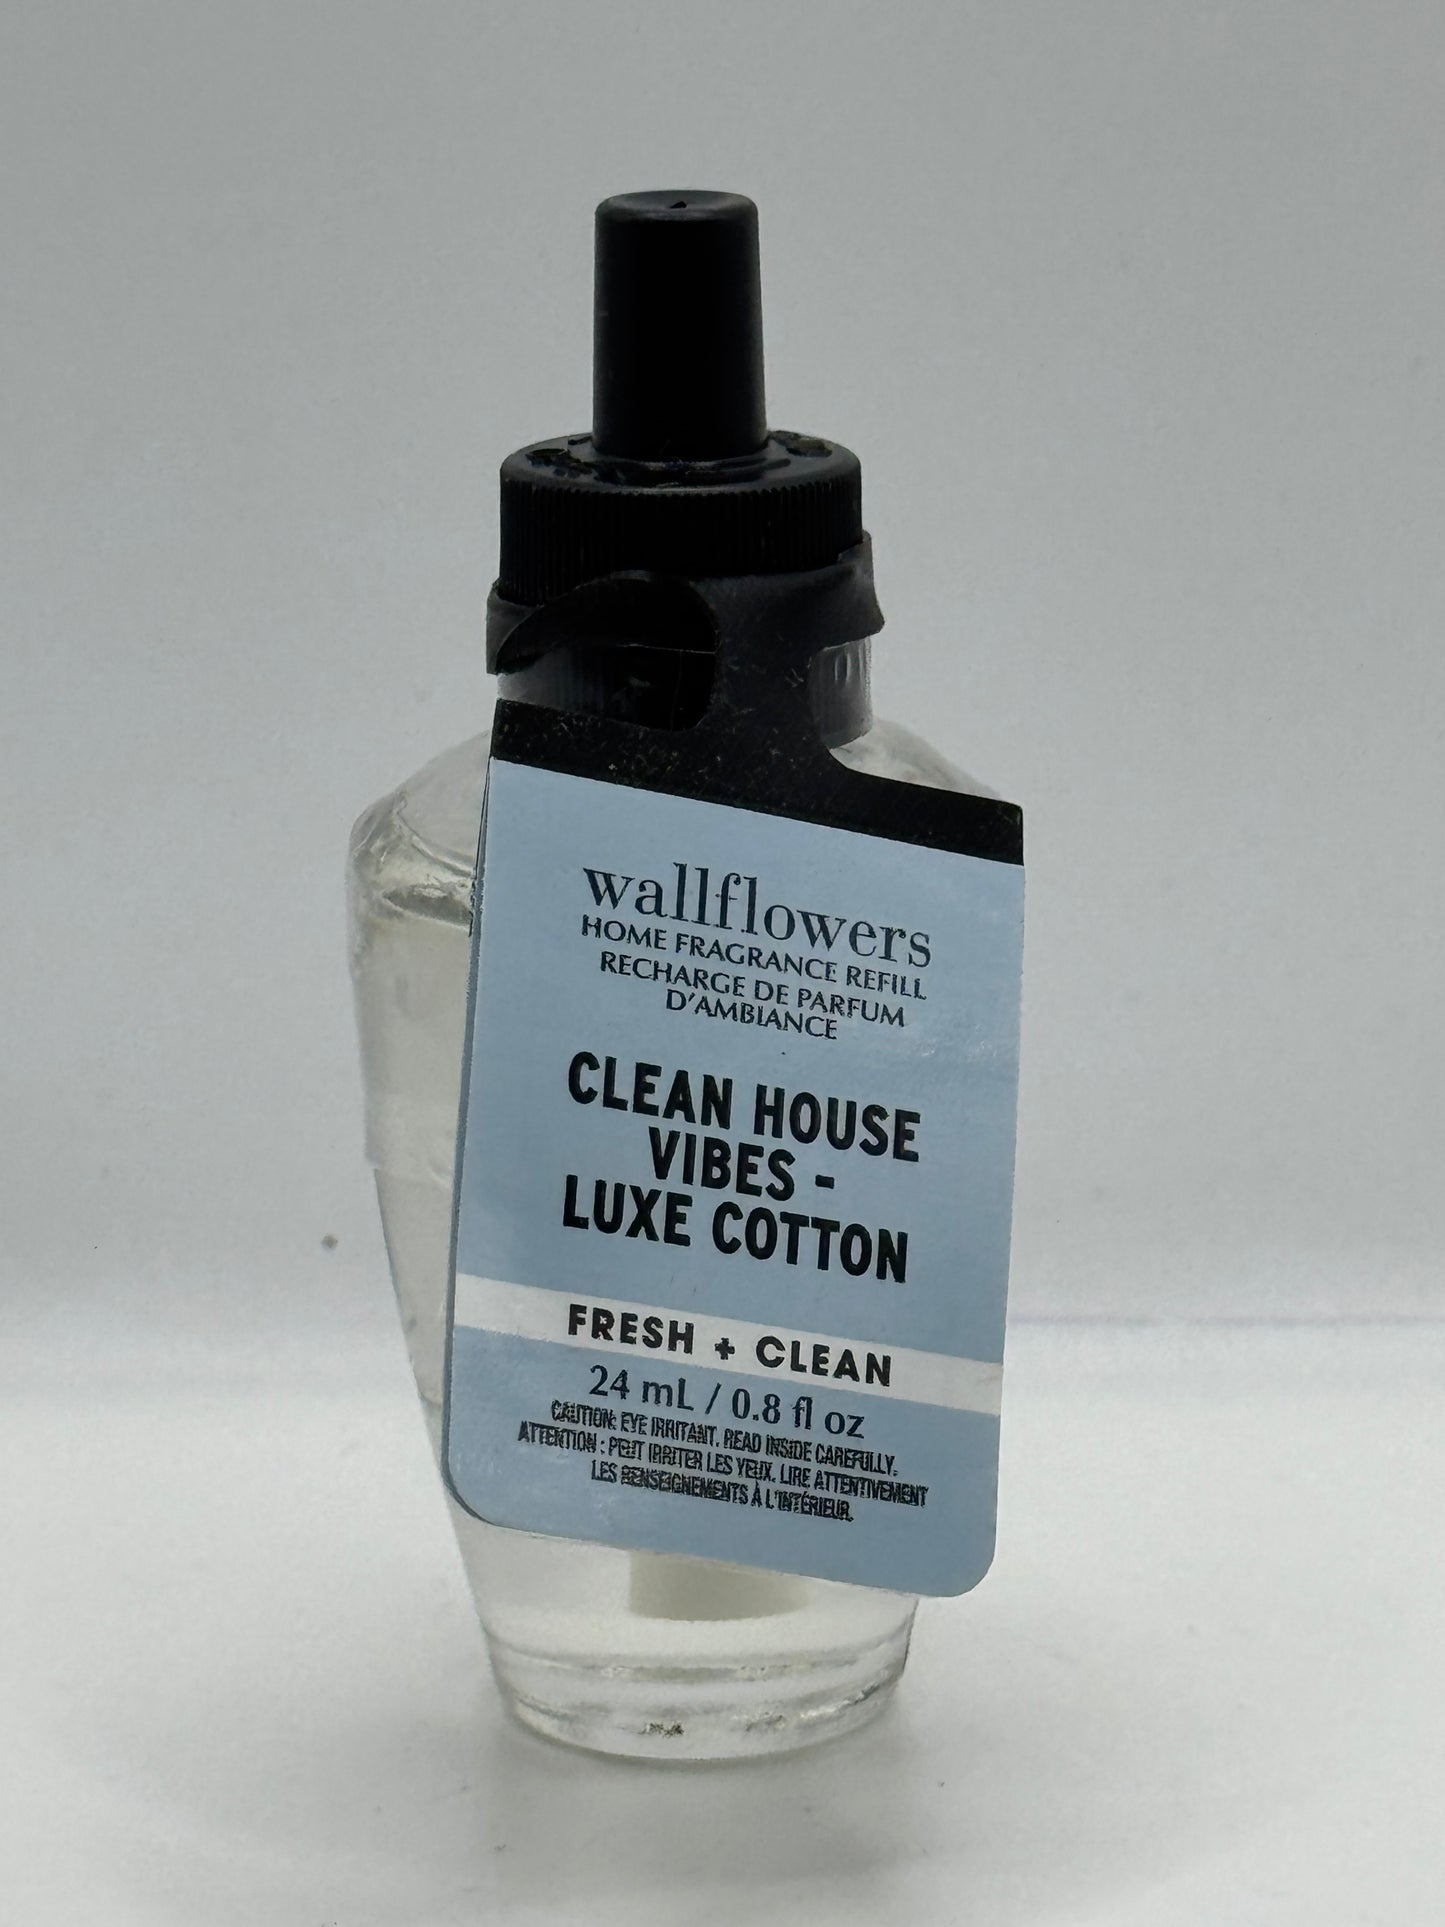 wallflowers
HOME FRAGRANCE REFILL
RECHARGE DE PARFUM
D'AMBIANCE
CLEAN HOUSE
VIBES -
LUXE COTTON
FRESH + CLEAN
24 mL / 0.8 fl oz
CAUTION: EYE IRRITANT. READ INSIDE CAREFULLY.
ATTENTION : PEUT IRRITER LES YEUX. LIRE ATTENTIVEMENT
LES RENSEIGNEMENTS À L'INTÉRIEUR.